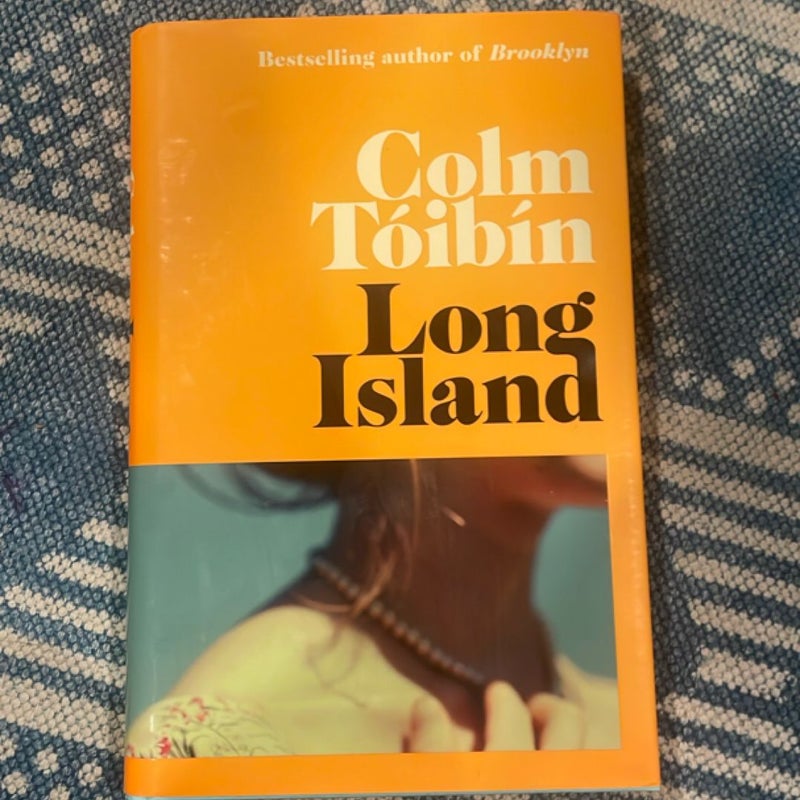 Bestselling author of Brooklyn
Colm
Tóibín
Long
Island